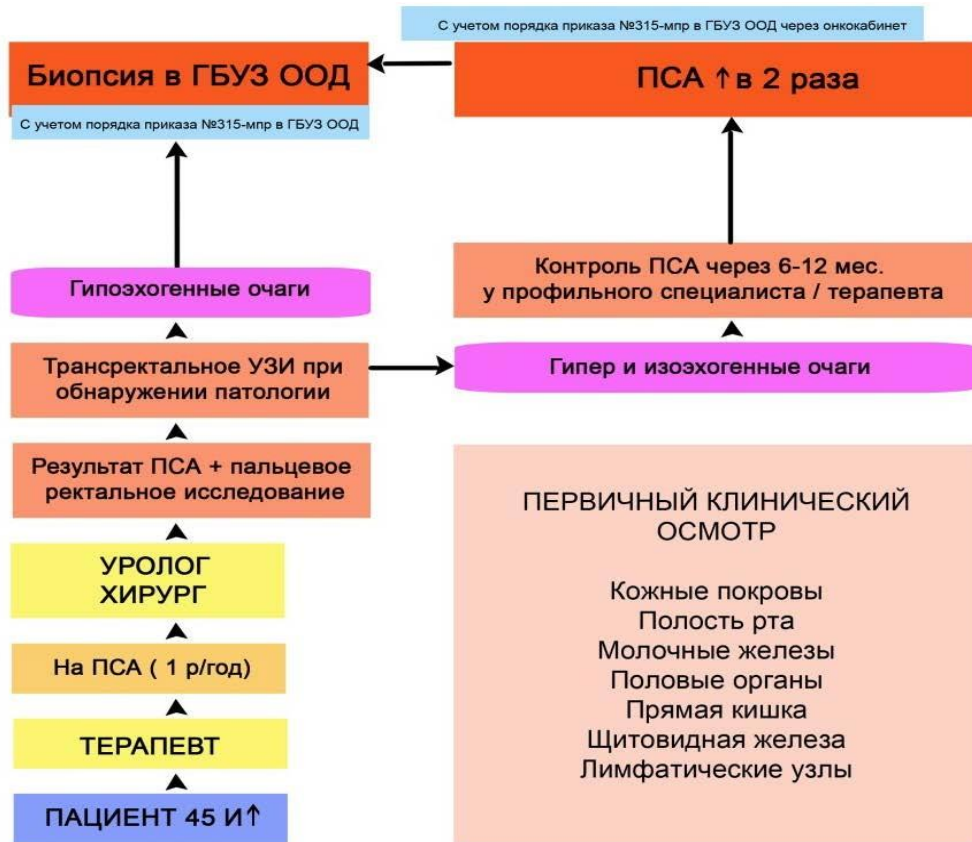 С учетом порядка приказа №315-мпр в ГБУЗ ООД через онкокабинет
Биопсия в ГБУЗ ООД
С учетом порядка приказа №315-мпр в ГБУЗ ООД
ПСА ↑ в 2 раза
Гипоэхогенные очаги
Контроль ПСА через 6-12 мес.
у профильного специалиста / терапевта
Трансректальное УЗИ при
обнаружении патологии
Гипер и изоэхогенные очаги
Результат ПСА + пальцевое
ректальное исследование
УРОЛОГ
ХИРУРГ
На ПСА ( 1 р/год)
ТЕРАПЕВТ
ПАЦИЕНТ 45 И↑
ПЕРВИЧНЫЙ КЛИНИЧЕСКИЙ
ОСМОТР
Кожные покровы
Полость рта
Молочные железы
Половые органы
Прямая кишка
Щитовидная железа
Лимфатические узлы